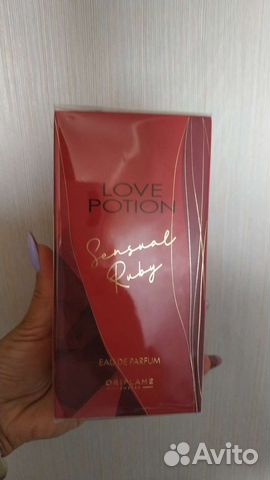 LOVE
POTION
Sensual
Ruby
EAU DE PARFUM
ORIFLAME
Avito